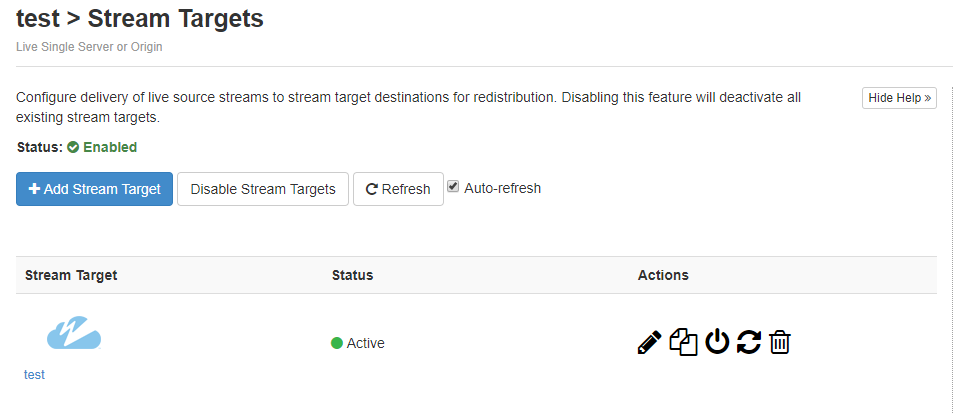 test > Stream Targets
Live Single Server or Origin
Configure delivery of live source streams to stream target destinations for redistribution. Disabling this feature will deactivate all
existing stream targets.
Hide Help »
Status: Enabled
Add Stream Target
Disable Stream Targets
Refresh
Auto-refresh
Stream Target
Status
Actions
Active
test